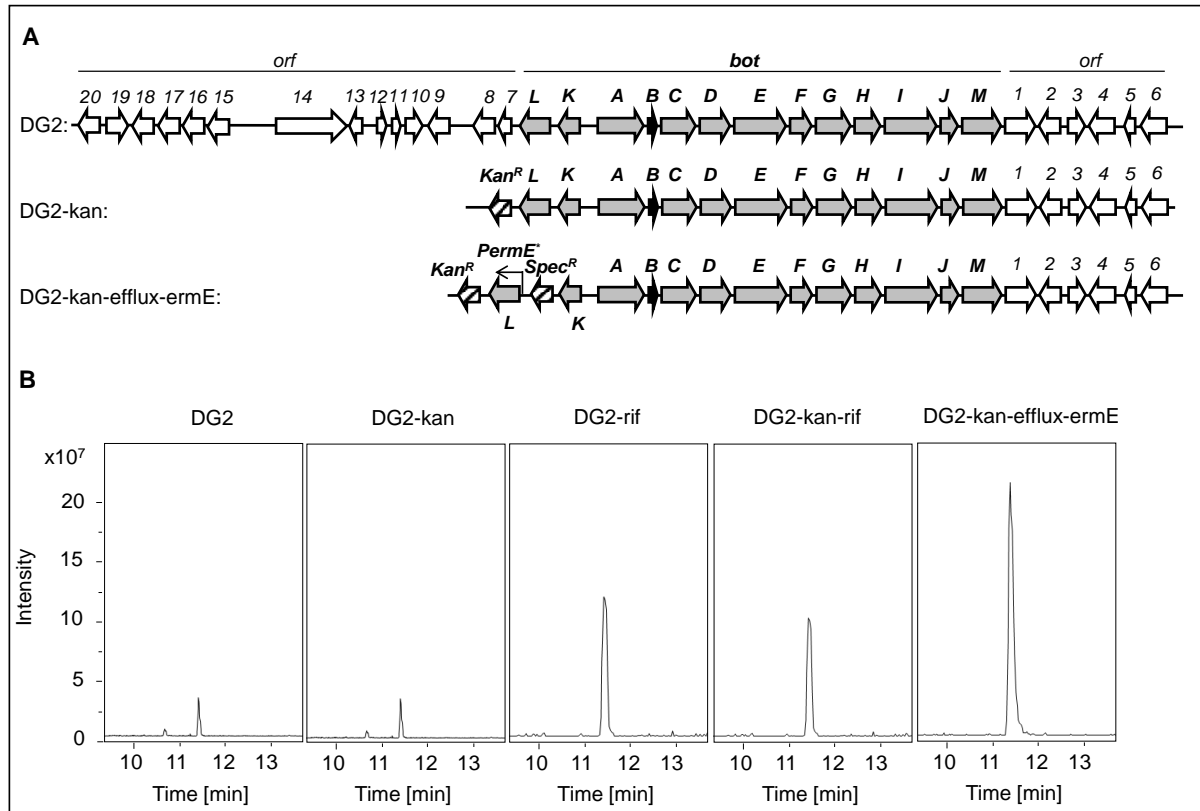 A
orf bot orf
20 19 18 17 16 15 14 13 12 11 10 9 8 7 L K A B C D E F G H I J M 1 2 3 4 5 6
DG2:
Kan^R L K A B C D E F G H I J M 1 2 3 4 5 6
DG2-kan:
PermE*
Kan^R Spec^R A B C D E F G H I J M 1 2 3 4 5 6
DG2-kan-efflux-ermE:
L K
B
DG2 DG2-kan DG2-rif DG2-kan-rif DG2-kan-efflux-ermE
x10⁷
20
15
10
5
0
Intensity
10 11 12 13 10 11 12 13 10 11 12 13 10 11 12 13 10 11 12 13
Time [min] Time [min] Time [min] Time [min] Time [min]